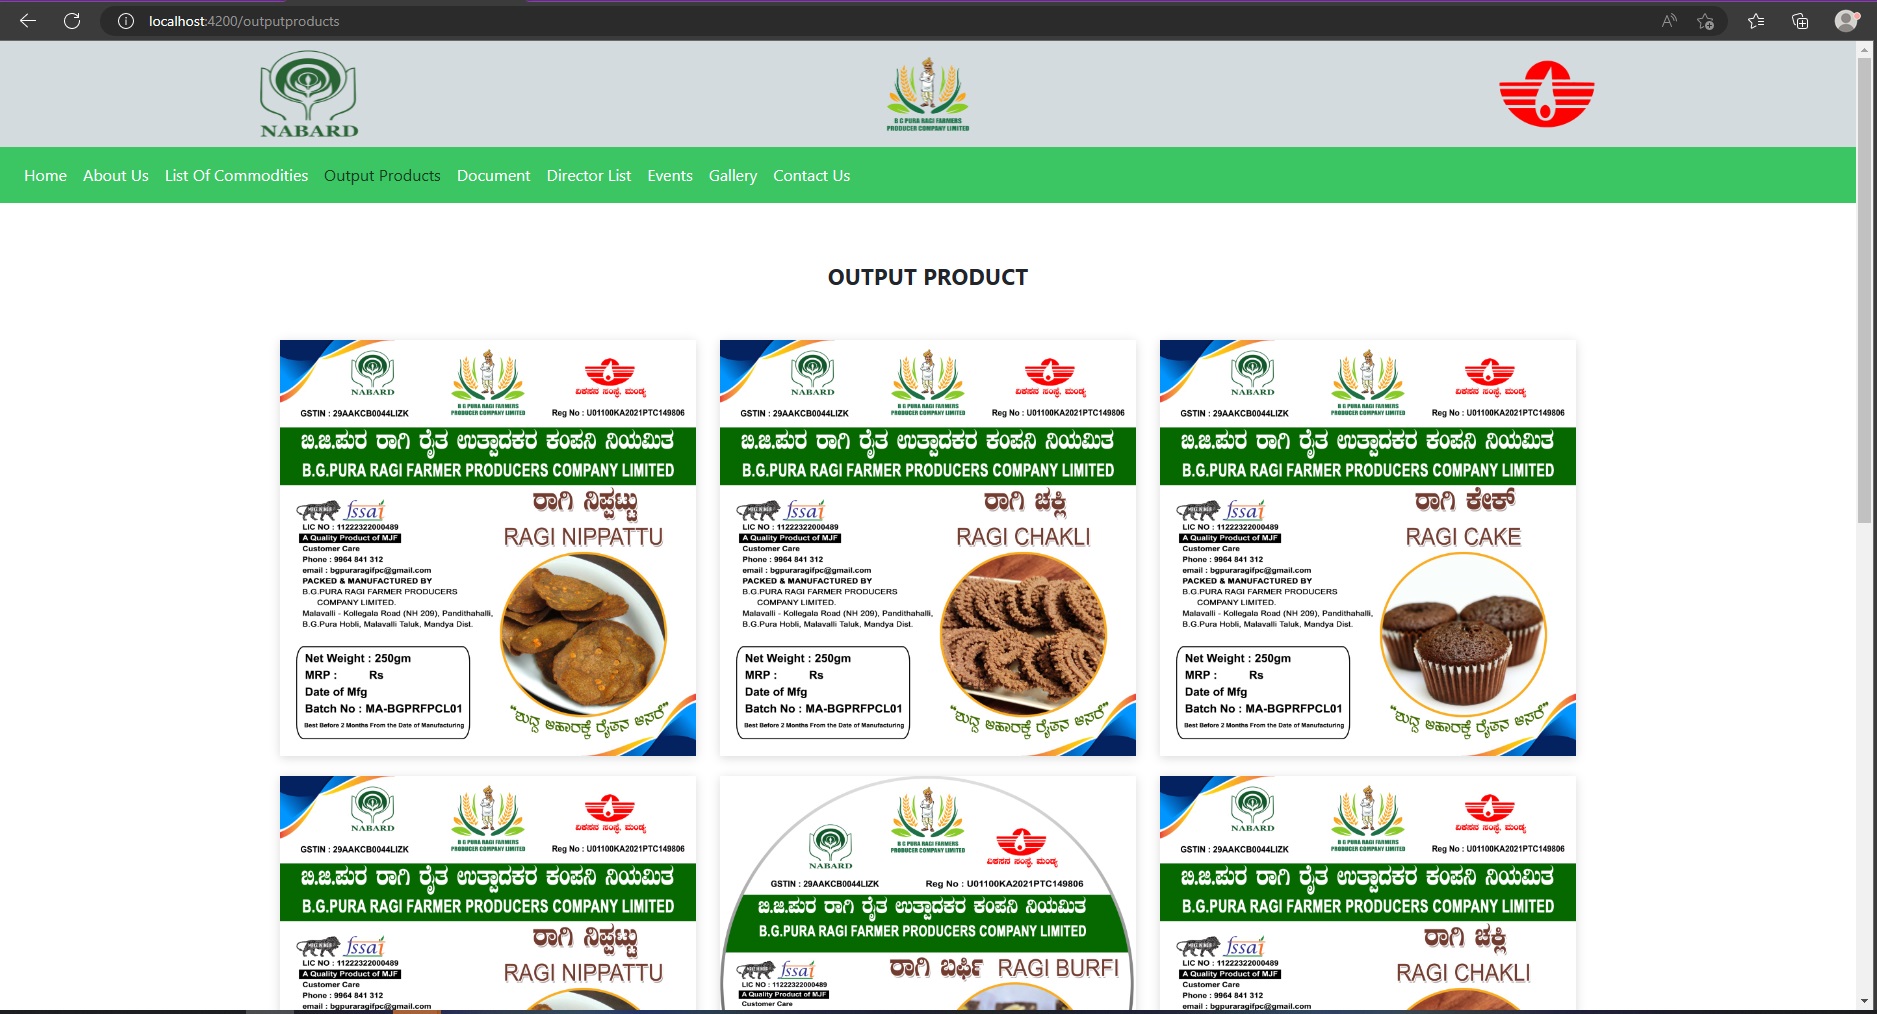 localhost:4200/outputproducts
NABARD
B G PURA RAGI FARMERS
PRODUCER COMPANY LIMITED
Home About Us List Of Commodities Output Products Document Director List Events Gallery Contact Us
OUTPUT PRODUCT
NABARD
B G PURA RAGI FARMERS
PRODUCER COMPANY LIMITED
ವಿಕಸನ ಸಂಸ್ಥೆ, ಮಂಡ್ಯ
GSTIN : 29AAKCB0044LIZK
Reg No : U01100KA2021PTC149806
ಬಿ.ಜಿ.ಪುರ ರಾಗಿ ರೈತ ಉತ್ಪಾದಕರ ಕಂಪನಿ ನಿಯಮಿತ
B.G.PURA RAGI FARMER PRODUCERS COMPANY LIMITED
fssai
ರಾಗಿ ನಿಪ್ಪಟ್ಟು
LIC NO : 11222322000489
RAGI NIPPATTU
A Quality Product of MJF
Customer Care
Phone : 9964 841 312
email : bgpuraragifpc@gmail.com
PACKED & MANUFACTURED BY
B.G.PURA RAGI FARMER PRODUCERS
COMPANY LIMITED.
Malavalli - Kollegala Road (NH 209), Pandithahalli,
B.G.Pura Hobli, Malavalli Taluk, Mandya Dist.
Net Weight : 250gm
MRP : Rs
Date of Mfg
Batch No : MA-BGPRFPCL01
Best Before 2 Months From the Date of Manufacturing
"ಶುದ್ಧ ಆಹಾರಕ್ಕೆ ರೈತನ ಆಸರೆ"
NABARD
B G PURA RAGI FARMERS
PRODUCER COMPANY LIMITED
ವಿಕಸನ ಸಂಸ್ಥೆ, ಮಂಡ್ಯ
GSTIN : 29AAKCB0044LIZK
Reg No : U01100KA2021PTC149806
ಬಿ.ಜಿ.ಪುರ ರಾಗಿ ರೈತ ಉತ್ಪಾದಕರ ಕಂಪನಿ ನಿಯಮಿತ
B.G.PURA RAGI FARMER PRODUCERS COMPANY LIMITED
fssai
ರಾಗಿ ಚಕ್ಲಿ
LIC NO : 11222322000489
RAGI CHAKLI
A Quality Product of MJF
Customer Care
Phone : 9964 841 312
email : bgpuraragifpc@gmail.com
PACKED & MANUFACTURED BY
B.G.PURA RAGI FARMER PRODUCERS
COMPANY LIMITED.
Malavalli - Kollegala Road (NH 209), Pandithahalli,
B.G.Pura Hobli, Malavalli Taluk, Mandya Dist.
Net Weight : 250gm
MRP : Rs
Date of Mfg
Batch No : MA-BGPRFPCL01
Best Before 2 Months From the Date of Manufacturing
"ಶುದ್ಧ ಆಹಾರಕ್ಕೆ ರೈತನ ಆಸರೆ"
NABARD
B G PURA RAGI FARMERS
PRODUCER COMPANY LIMITED
ವಿಕಸನ ಸಂಸ್ಥೆ, ಮಂಡ್ಯ
GSTIN : 29AAKCB0044LIZK
Reg No : U01100KA2021PTC149806
ಬಿ.ಜಿ.ಪುರ ರಾಗಿ ರೈತ ಉತ್ಪಾದಕರ ಕಂಪನಿ ನಿಯಮಿತ
B.G.PURA RAGI FARMER PRODUCERS COMPANY LIMITED
fssai
ರಾಗಿ ಕೇಕ್
LIC NO : 11222322000489
RAGI CAKE
A Quality Product of MJF
Customer Care
Phone : 9964 841 312
email : bgpuraragifpc@gmail.com
PACKED & MANUFACTURED BY
B.G.PURA RAGI FARMER PRODUCERS
COMPANY LIMITED.
Malavalli - Kollegala Road (NH 209), Pandithahalli,
B.G.Pura Hobli, Malavalli Taluk, Mandya Dist.
Net Weight : 250gm
MRP : Rs
Date of Mfg
Batch No : MA-BGPRFPCL01
Best Before 2 Months From the Date of Manufacturing
"ಶುದ್ಧ ಆಹಾರಕ್ಕೆ ರೈತನ ಆಸರೆ"
NABARD
B G PURA RAGI FARMERS
PRODUCER COMPANY LIMITED
ವಿಕಸನ ಸಂಸ್ಥೆ, ಮಂಡ್ಯ
GSTIN : 29AAKCB0044LIZK
Reg No : U01100KA2021PTC149806
ಬಿ.ಜಿ.ಪುರ ರಾಗಿ ರೈತ ಉತ್ಪಾದಕರ ಕಂಪನಿ ನಿಯಮಿತ
B.G.PURA RAGI FARMER PRODUCERS COMPANY LIMITED
fssai
ರಾಗಿ ನಿಪ್ಪಟ್ಟು
LIC NO : 11222322000489
RAGI NIPPATTU
A Quality Product of MJF
Customer Care
Phone : 9964 841 312
email : bgpuraragifpc@gmail.com
B G PURA RAGI FARMERS
PRODUCER COMPANY LIMITED
NABARD
ವಿಕಸನ ಸಂಸ್ಥೆ, ಮಂಡ್ಯ
GSTIN : 29AAKCB0044LIZK
Reg No : U01100KA2021PTC149806
ಬಿ.ಜಿ.ಪುರ ರಾಗಿ ರೈತ ಉತ್ಪಾದಕರ ಕಂಪನಿ ನಿಯಮಿತ
B.G.PURA RAGI FARMER PRODUCERS COMPANY LIMITED
fssai
ರಾಗಿ ಬರ್ಫಿ RAGI BURFI
LIC NO : 11222322000489
A Quality Product of MJF
Customer Care
NABARD
B G PURA RAGI FARMERS
PRODUCER COMPANY LIMITED
ವಿಕಸನ ಸಂಸ್ಥೆ, ಮಂಡ್ಯ
GSTIN : 29AAKCB0044LIZK
Reg No : U01100KA2021PTC149806
ಬಿ.ಜಿ.ಪುರ ರಾಗಿ ರೈತ ಉತ್ಪಾದಕರ ಕಂಪನಿ ನಿಯಮಿತ
B.G.PURA RAGI FARMER PRODUCERS COMPANY LIMITED
fssai
ರಾಗಿ ಚಕ್ಲಿ
LIC NO : 11222322000489
RAGI CHAKLI
A Quality Product of MJF
Customer Care
Phone : 9964 841 312
email : bgpuraragifpc@gmail.com